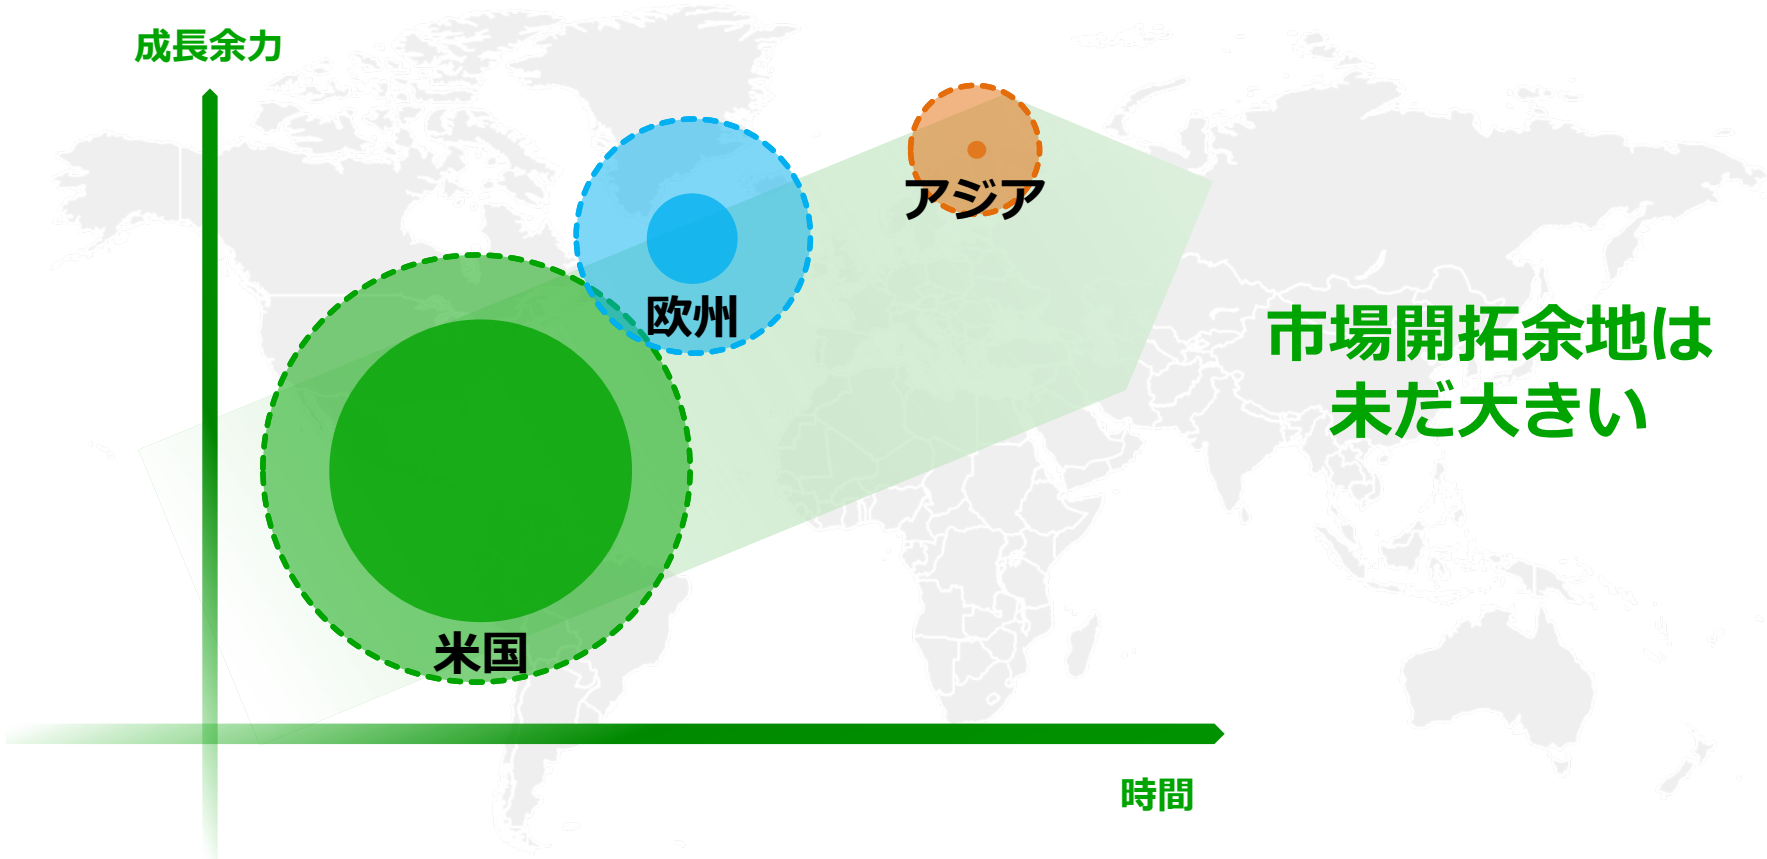 成長余力
アジア
欧州
市場開拓余地は
未だ大きい
米国
時間